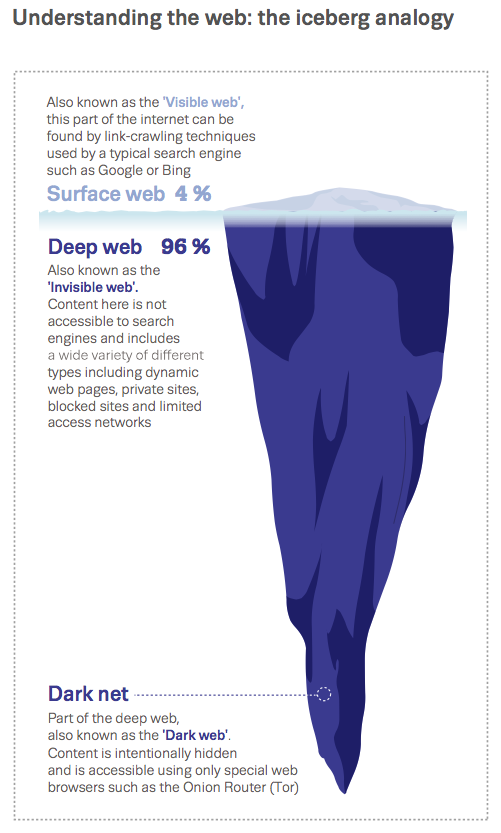 Understanding the web: the iceberg analogy
Also known as the 'Visible web',
this part of the internet can be
found by link-crawling techniques
used by a typical search engine
such as Google or Bing
Surface web 4 %
Deep web 96 %
Also known as the
'Invisible web'.
Content here is not
accessible to search
engines and includes
a wide variety of different
types including dynamic
web pages, private sites,
blocked sites and limited
access networks
Dark net
Part of the deep web,
also known as the 'Dark web'.
Content is intentionally hidden
and is accessible using only special web
browsers such as the Onion Router (Tor)